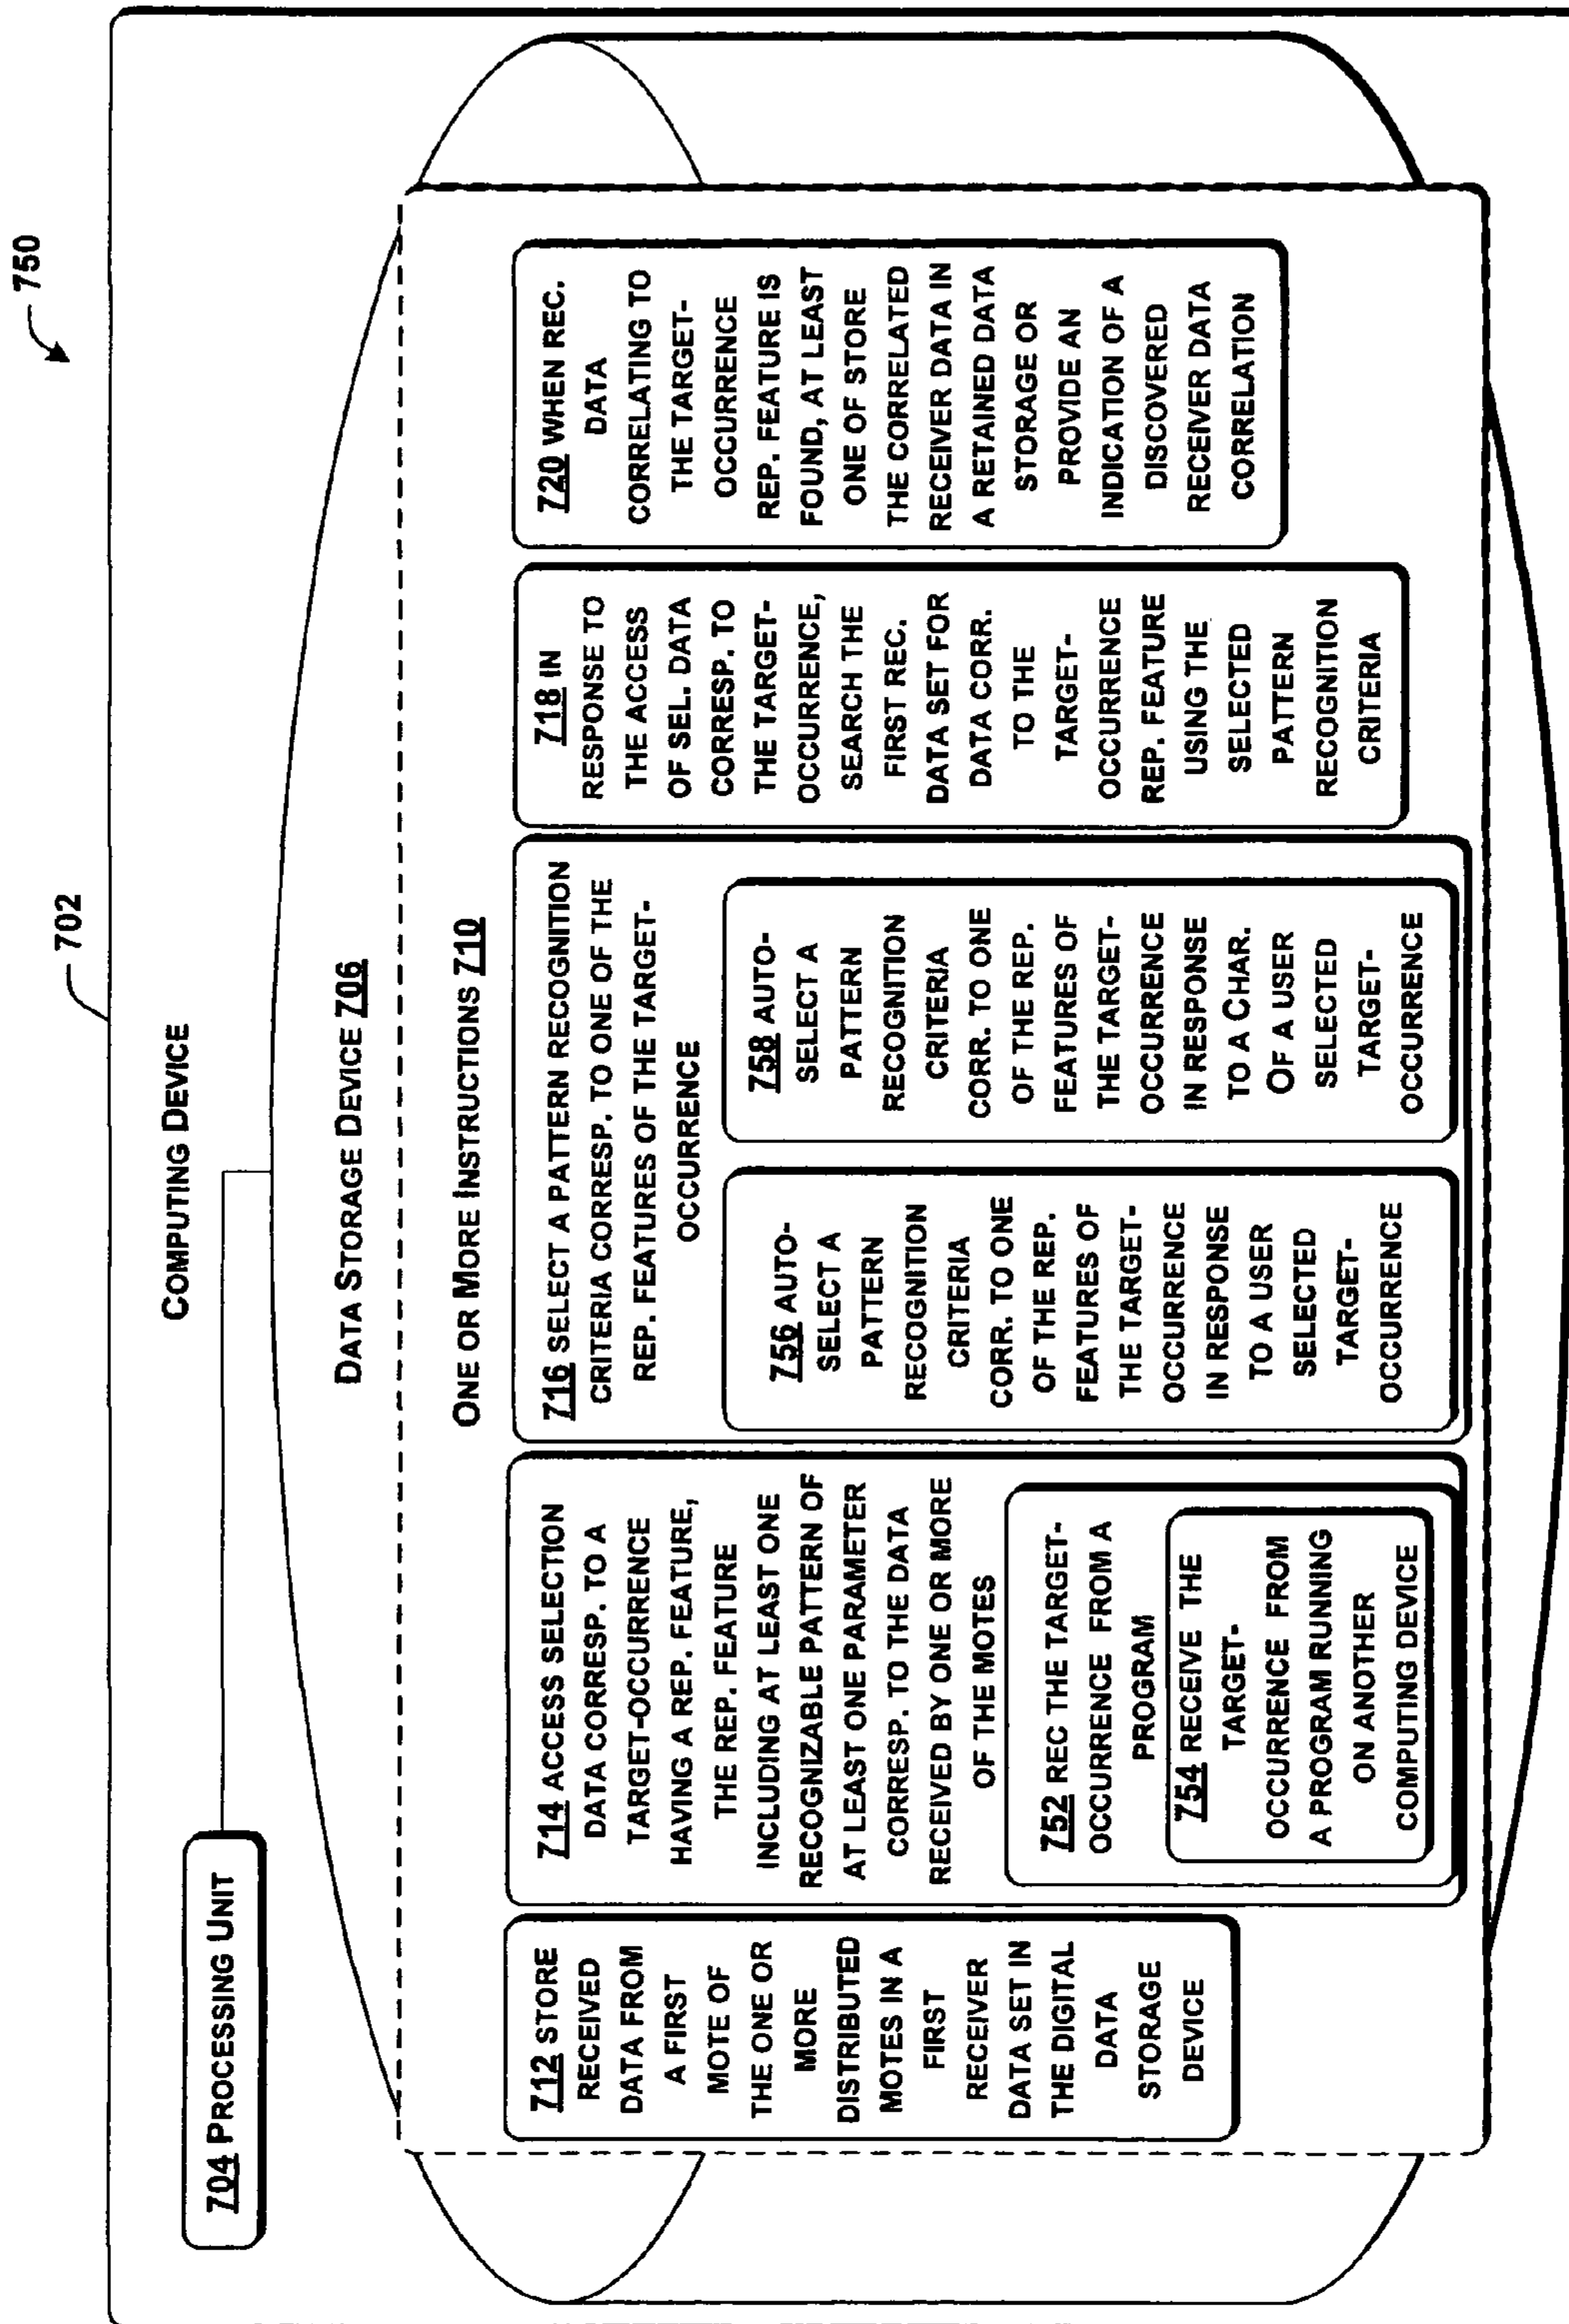 750
702
COMPUTING DEVICE
704 PROCESSING UNIT
DATA STORAGE DEVICE 706
ONE OR MORE INSTRUCTIONS 710
712 STORE
RECEIVED
DATA FROM
A FIRST
MOTE OF
THE ONE OR
MORE
DISTRIBUTED
MOTES IN A
FIRST
RECEIVER
DATA SET IN
THE DIGITAL
DATA
STORAGE
DEVICE
714 ACCESS SELECTION
DATA CORRESP. TO A
TARGET-OCCURRENCE
HAVING A REP. FEATURE,
THE REP. FEATURE
INCLUDING AT LEAST ONE
RECOGNIZABLE PATTERN OF
AT LEAST ONE PARAMETER
CORRESP. TO THE DATA
RECEIVED BY ONE OR MORE
OF THE MOTES
752 REC THE TARGET-
OCCURRENCE FROM A
PROGRAM
754 RECEIVE THE
TARGET-
OCCURRENCE FROM
A PROGRAM RUNNING
ON ANOTHER
COMPUTING DEVICE
716 SELECT A PATTERN RECOGNITION
CRITERIA CORRESP. TO ONE OF THE
REP. FEATURES OF THE TARGET-
OCCURRENCE
756 AUTO-
SELECT A
PATTERN
RECOGNITION
CRITERIA
CORR. TO ONE
OF THE REP.
FEATURES OF
THE TARGET-
OCCURRENCE
IN RESPONSE
TO A USER
SELECTED
TARGET-
OCCURRENCE
758 AUTO-
SELECT A
PATTERN
RECOGNITION
CRITERIA
CORR. TO ONE
OF THE REP.
FEATURES OF
THE TARGET-
OCCURRENCE
IN RESPONSE
TO A CHAR.
OF A USER
SELECTED
TARGET-
OCCURRENCE
718 IN
RESPONSE TO
THE ACCESS
OF SEL. DATA
CORRESP. TO
THE TARGET-
OCCURRENCE,
SEARCH THE
FIRST REC.
DATA SET FOR
DATA CORR.
TO THE
TARGET-
OCCURRENCE
REP. FEATURE
USING THE
SELECTED
PATTERN
RECOGNITION
CRITERIA
720 WHEN REC.
DATA
CORRELATING TO
THE TARGET-
OCCURRENCE
REP. FEATURE IS
FOUND, AT LEAST
ONE OF STORE
THE CORRELATED
RECEIVER DATA IN
A RETAINED DATA
STORAGE OR
PROVIDE AN
INDICATION OF A
DISCOVERED
RECEIVER DATA
CORRELATION